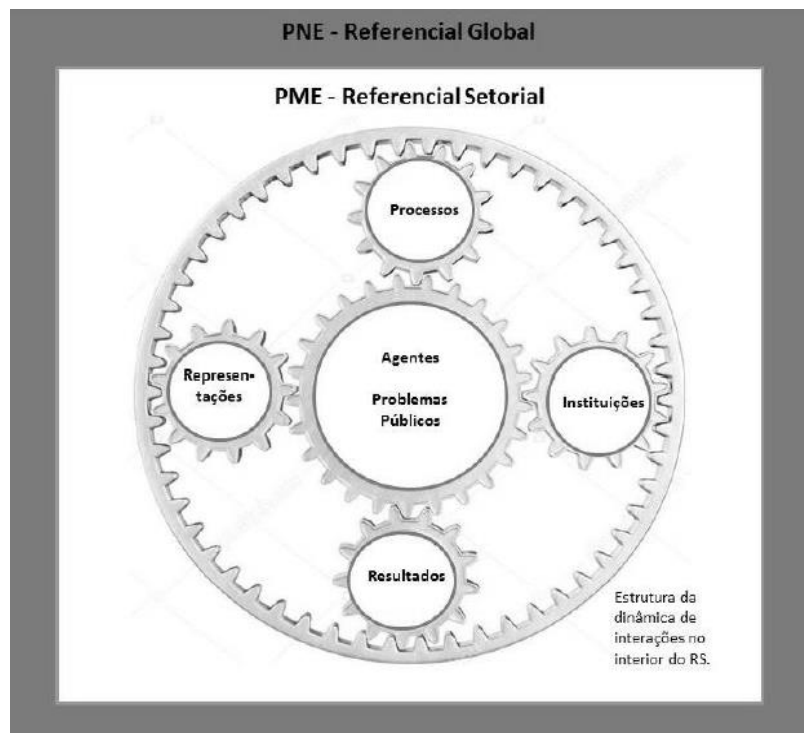 PNE - Referencial Global
PME - Referencial Setorial
Processos
Represen-
tações
Agentes
Problemas
Públicos
Instituições
Resultados
Estrutura da
dinâmica de
interações no
interior do RS.